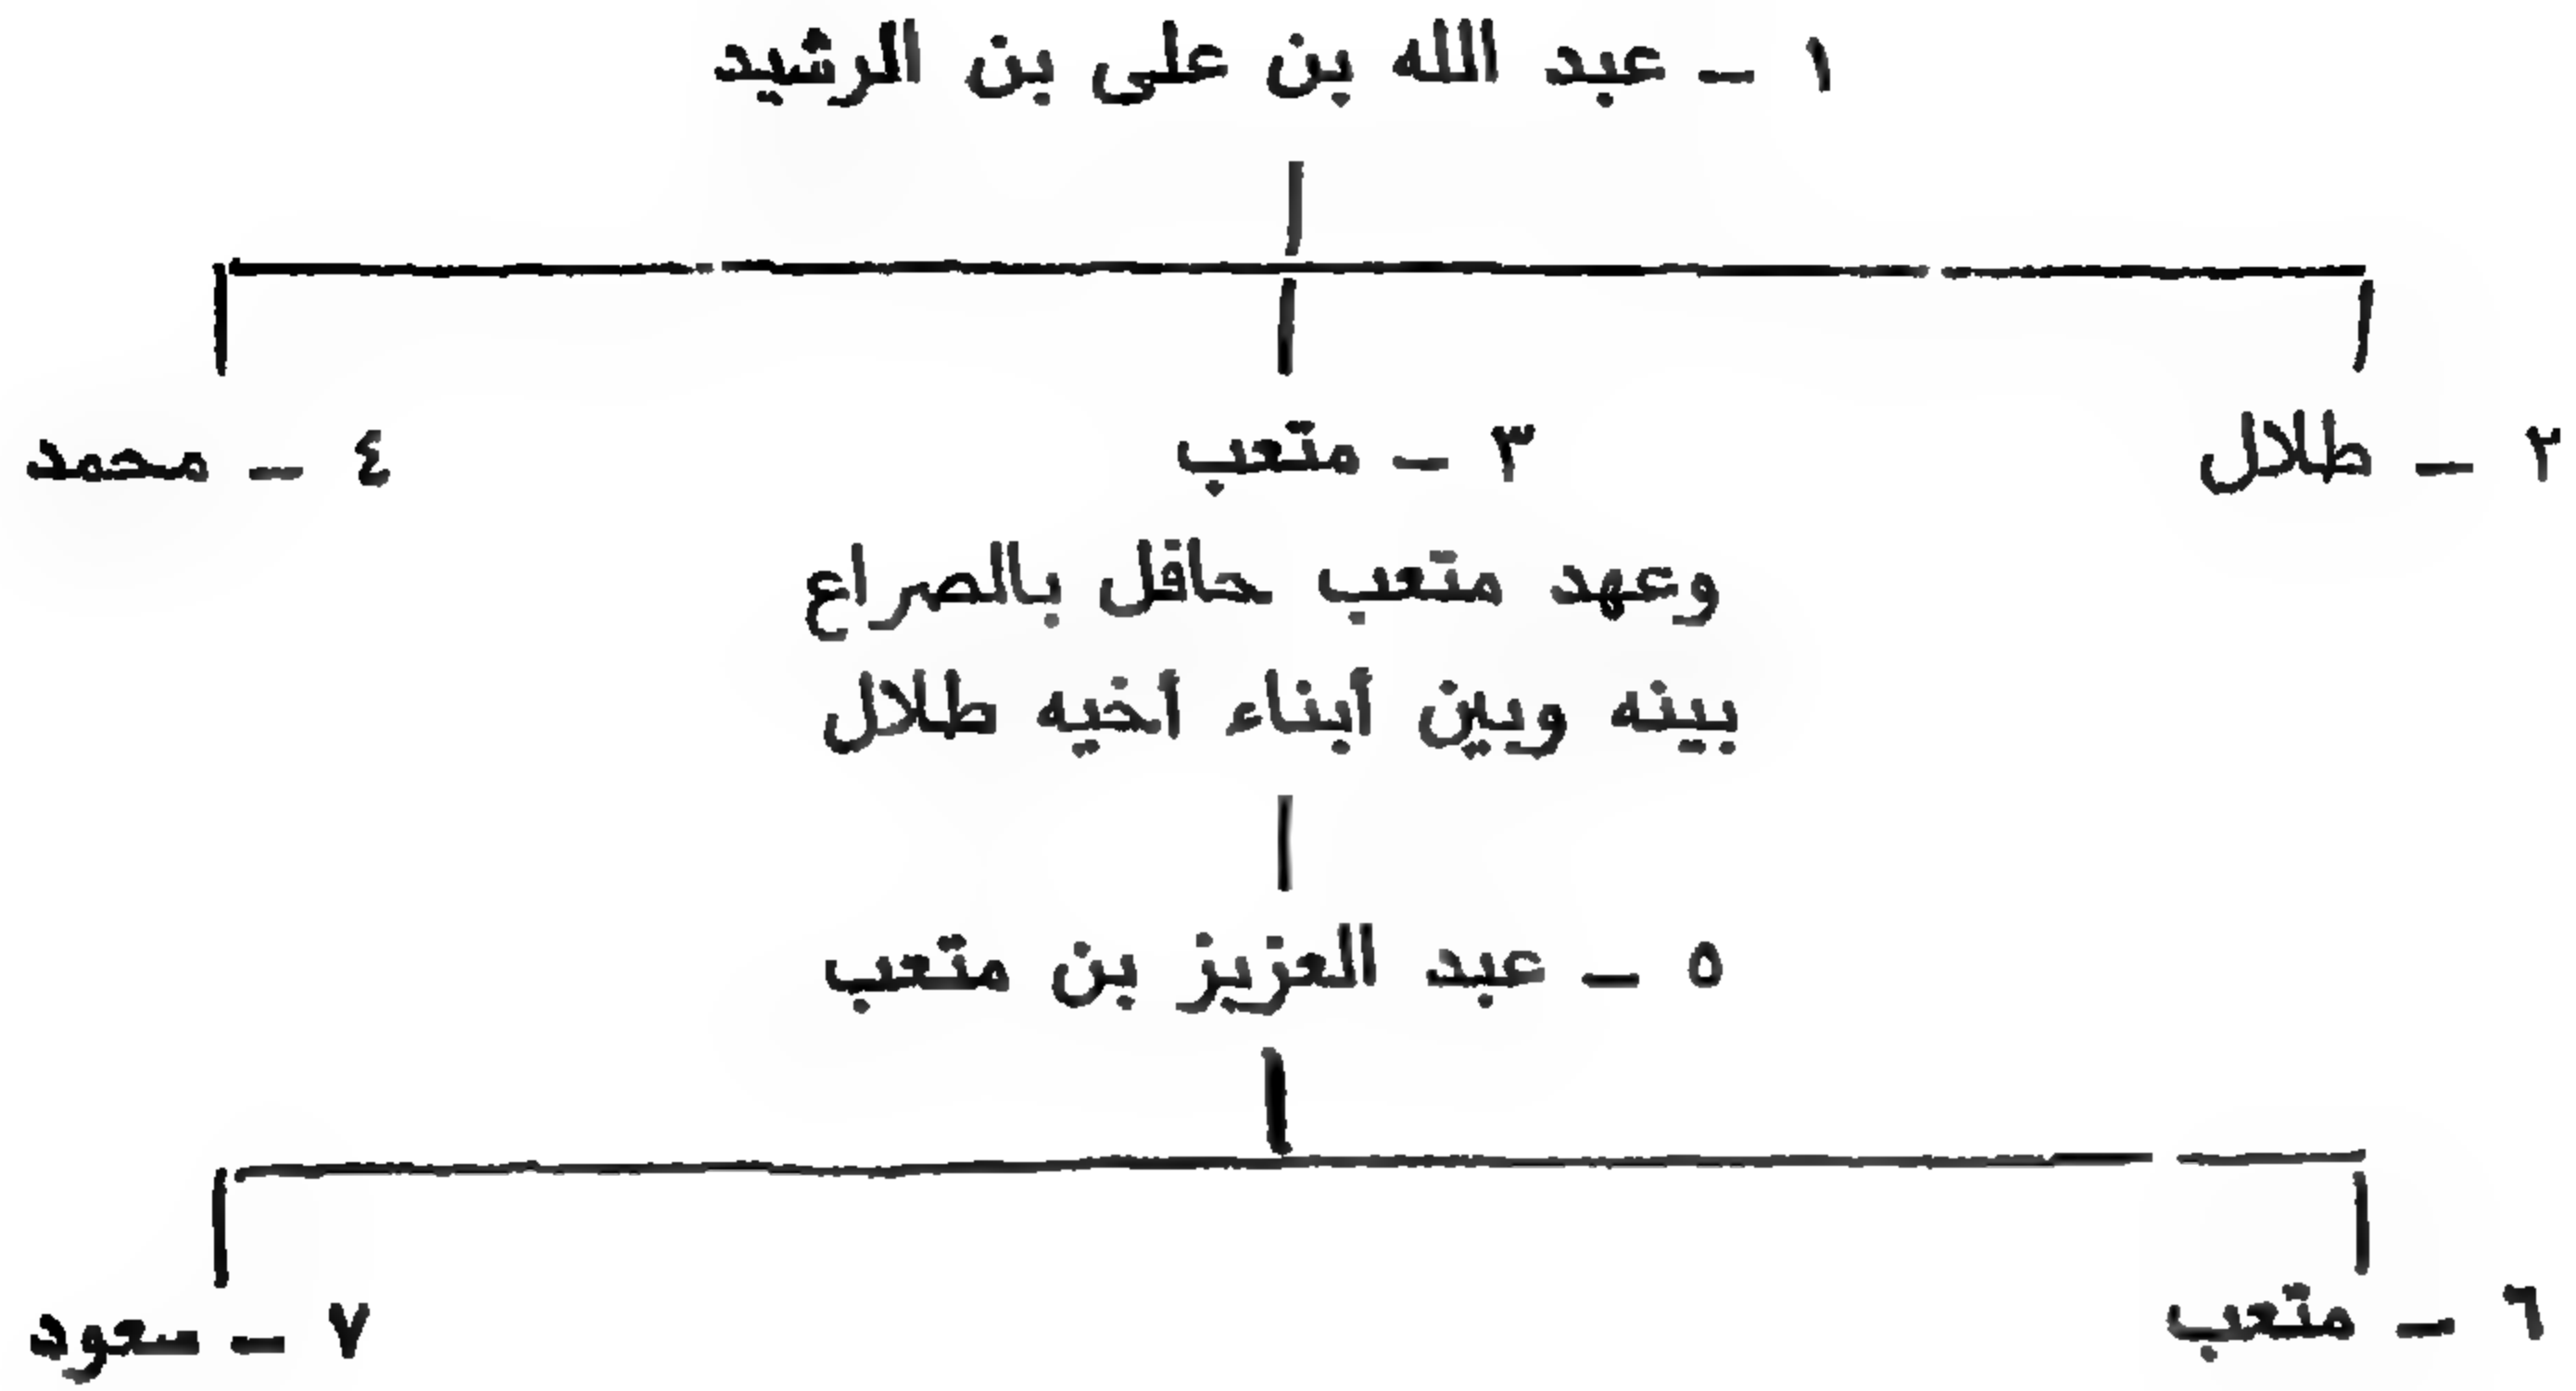 ١ - عبد الله بن على بن الرشيد
٢ - طلال
٣ - متعب
٤ - محمد
وعهد متعب حافل بالصراع
بينه وبين أبناء أخيه طلال
٥ - عبد العزيز بن متعب
٦ - متعب
٧ - سعود